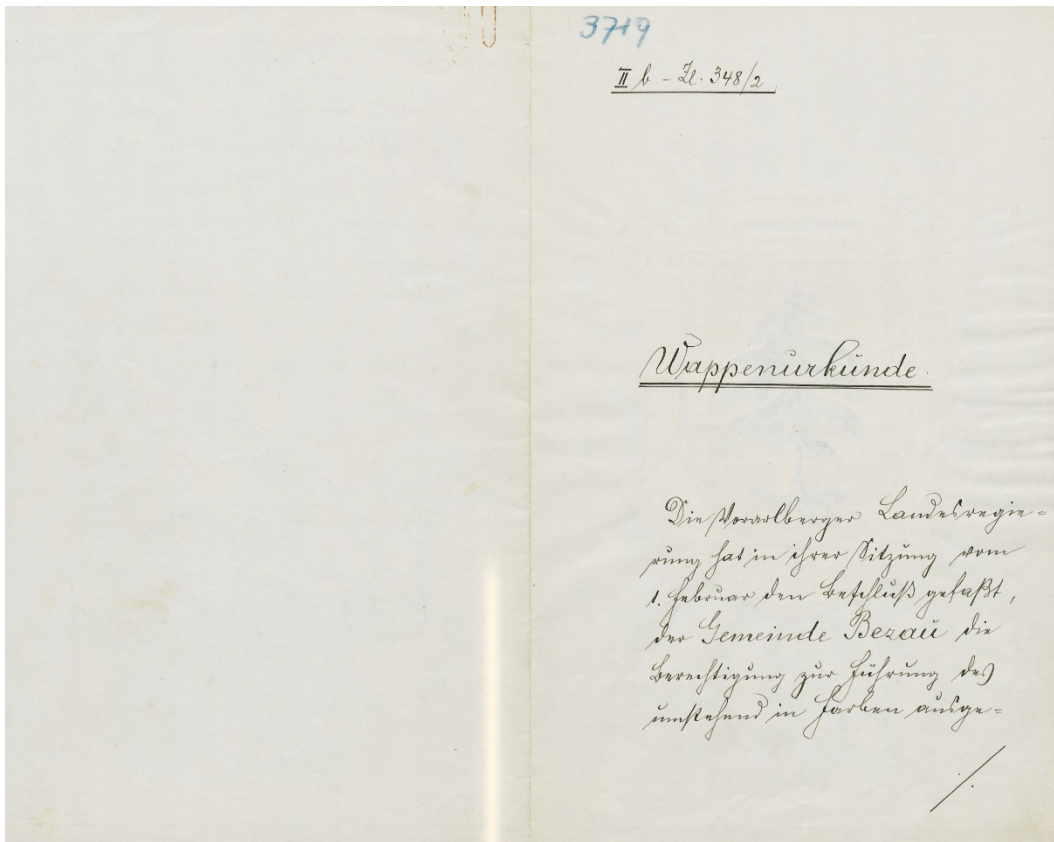 3719
II b - Zl. 348/2
Wappenurkunde.
Die Vorarlberger Landesregie=
rung hat in ihrer Sitzung vom
1. Februar den Beschluß gefaßt,
der Gemeinde Bezau die
Berechtigung zur Führung des
umstehend in Farben ausge=
./.